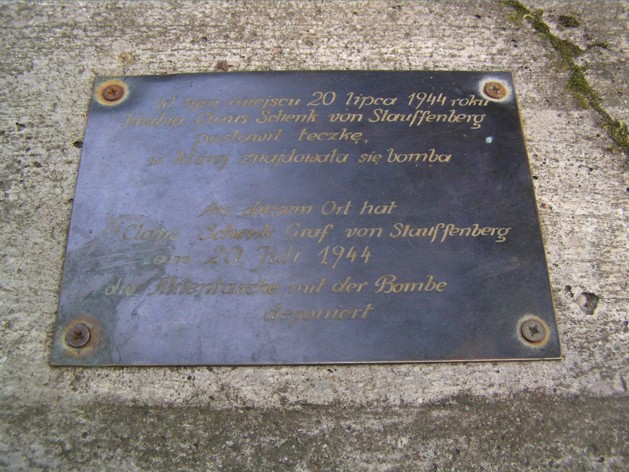 W tym miejscu 20 lipca 1944 roku
hrabia Claus Schenk von Stauffenberg
postawił teczkę,
w której znajdowała się bomba
An diesem Ort hat
Claus Schenk Graf von Stauffenberg
am 20 Juli 1944
die Aktentasche mit der Bombe
deponiert